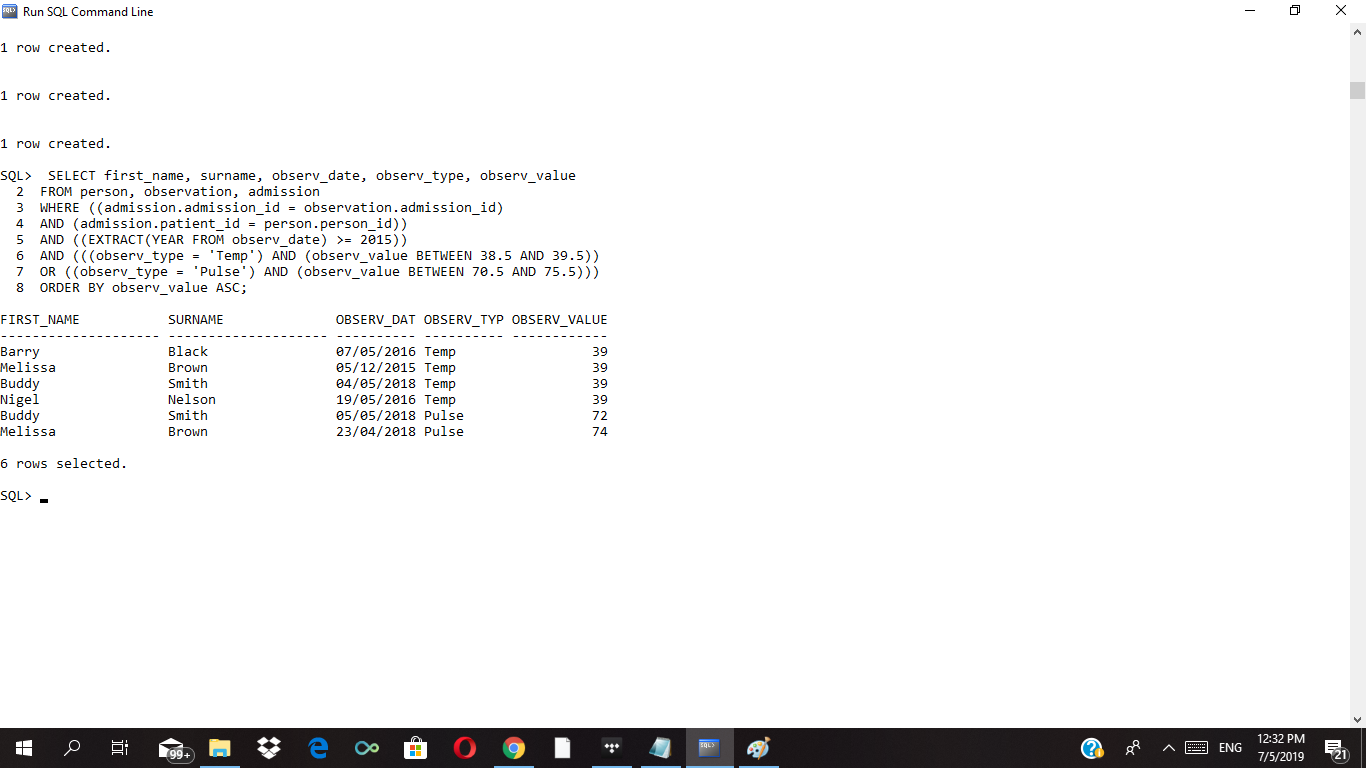 Run SQL Command Line
1 row created.
1 row created.
1 row created.
SQL>  SELECT first_name, surname, observ_date, observ_type, observ_value
  2  FROM person, observation, admission
  3  WHERE ((admission.admission_id = observation.admission_id)
  4  AND (admission.patient_id = person.person_id))
  5  AND ((EXTRACT(YEAR FROM observ_date) >= 2015))
  6  AND (((observ_type = 'Temp') AND (observ_value BETWEEN 38.5 AND 39.5))
  7  OR ((observ_type = 'Pulse') AND (observ_value BETWEEN 70.5 AND 75.5)))
  8  ORDER BY observ_value ASC;
FIRST_NAME           SURNAME              OBSERV_DAT OBSERV_TYP OBSERV_VALUE
-------------------- -------------------- ---------- ---------- ------------
Barry                Black                07/05/2016 Temp                 39
Melissa              Brown                05/12/2015 Temp                 39
Buddy                Smith                04/05/2018 Temp                 39
Nigel                Nelson               19/05/2016 Temp                 39
Buddy                Smith                05/05/2018 Pulse                72
Melissa              Brown                23/04/2018 Pulse                74
6 rows selected.
SQL>
99+ SQL> ENG 12:32 PM
7/5/2019 21